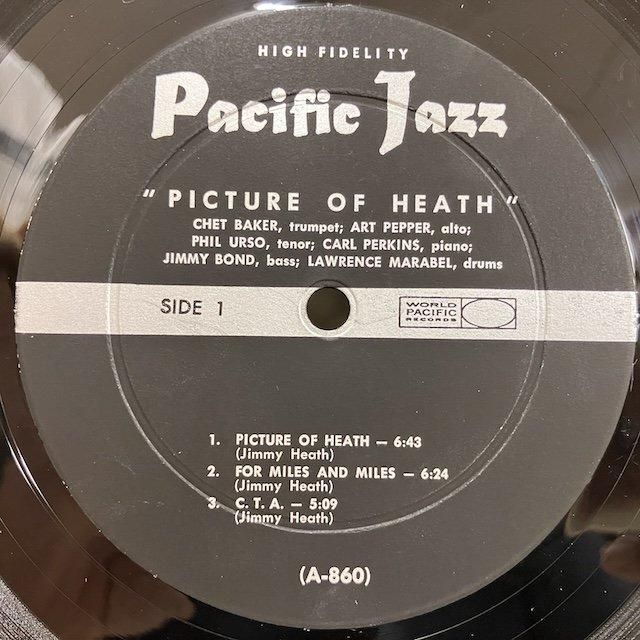 HIGH FIDELITY
Pacific Jazz
"PICTURE OF HEATH"
CHET BAKER, trumpet; ART PEPPER, alto;
PHIL URSO, tenor; CARL PERKINS, piano;
JIMMY BOND, bass; LAWRENCE MARABEL, drums
SIDE 1
WORLD
PACIFIC
RECORDS
1. PICTURE OF HEATH — 6:43
(Jimmy Heath)
2. FOR MILES AND MILES — 6:24
(Jimmy Heath)
3. C. T. A. — 5:09
(Jimmy Heath)
(A-860)